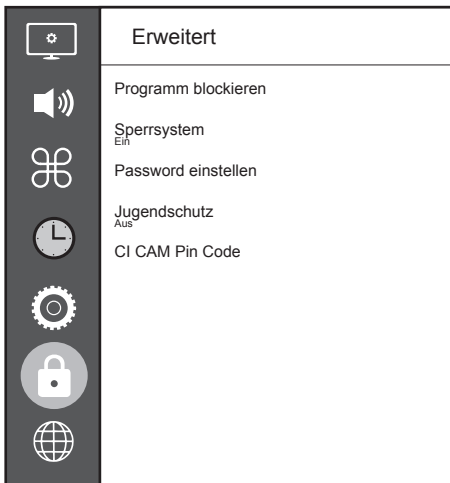 Erweitert
Programm blockieren
Sperrsystem
Ein
Password einstellen
Jugendschutz
Aus
CI CAM Pin Code